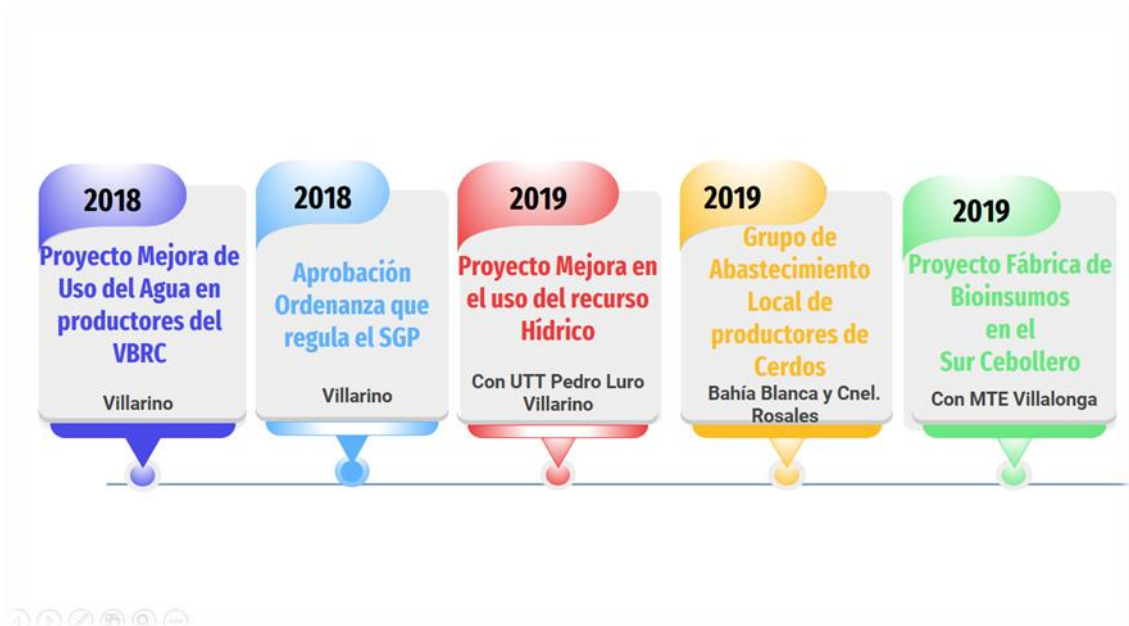 2018
Proyecto Mejora de
Uso del Agua en
productores del
VBRC
Villarino
2018
Aprobación
Ordenanza que
regula el SGP
Villarino
2019
Proyecto Mejora en
el uso del recurso
Hídrico
Con UTT Pedro Luro
Villarino
2019
Grupo de
Abastecimiento
Local de
productores de
Cerdos
Bahía Blanca y Cnel.
Rosales
2019
Proyecto Fábrica de
Bioinsumos
en el
Sur Cebollero
Con MTE Villalonga